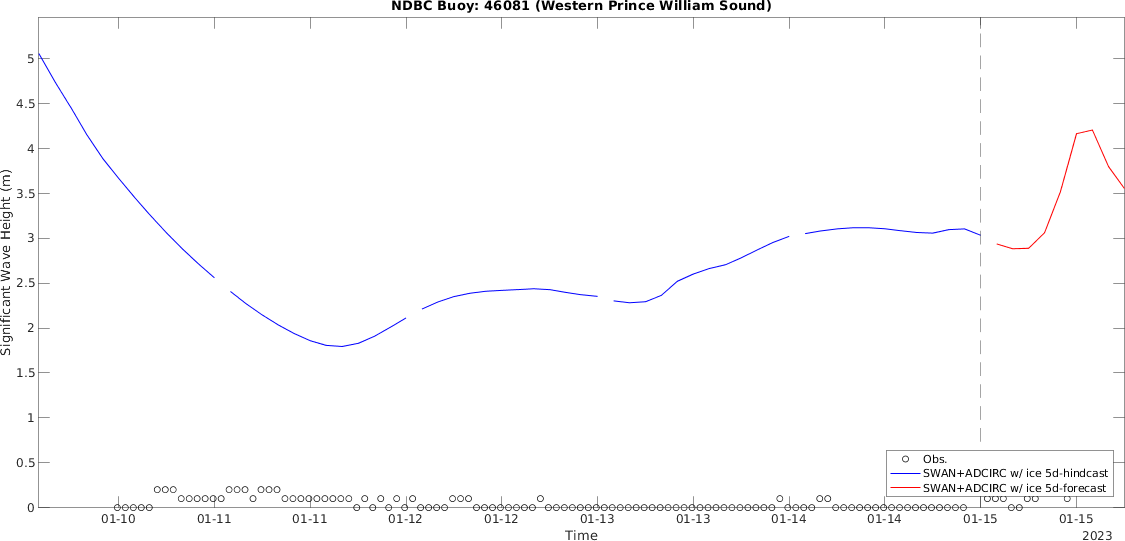 NDBC Buoy: 46081 (Western Prince William Sound)
Significant Wave Height (m)
5
4.5
4
3.5
3
2.5
2
1.5
1
0.5
0
Obs.
SWAN+ADCIRC w/ ice 5d-hindcast
SWAN+ADCIRC w/ ice 5d-forecast
01-10 01-11 01-11 01-12 01-12 01-13 01-13 01-14 01-14 01-15 01-15
Time
2023